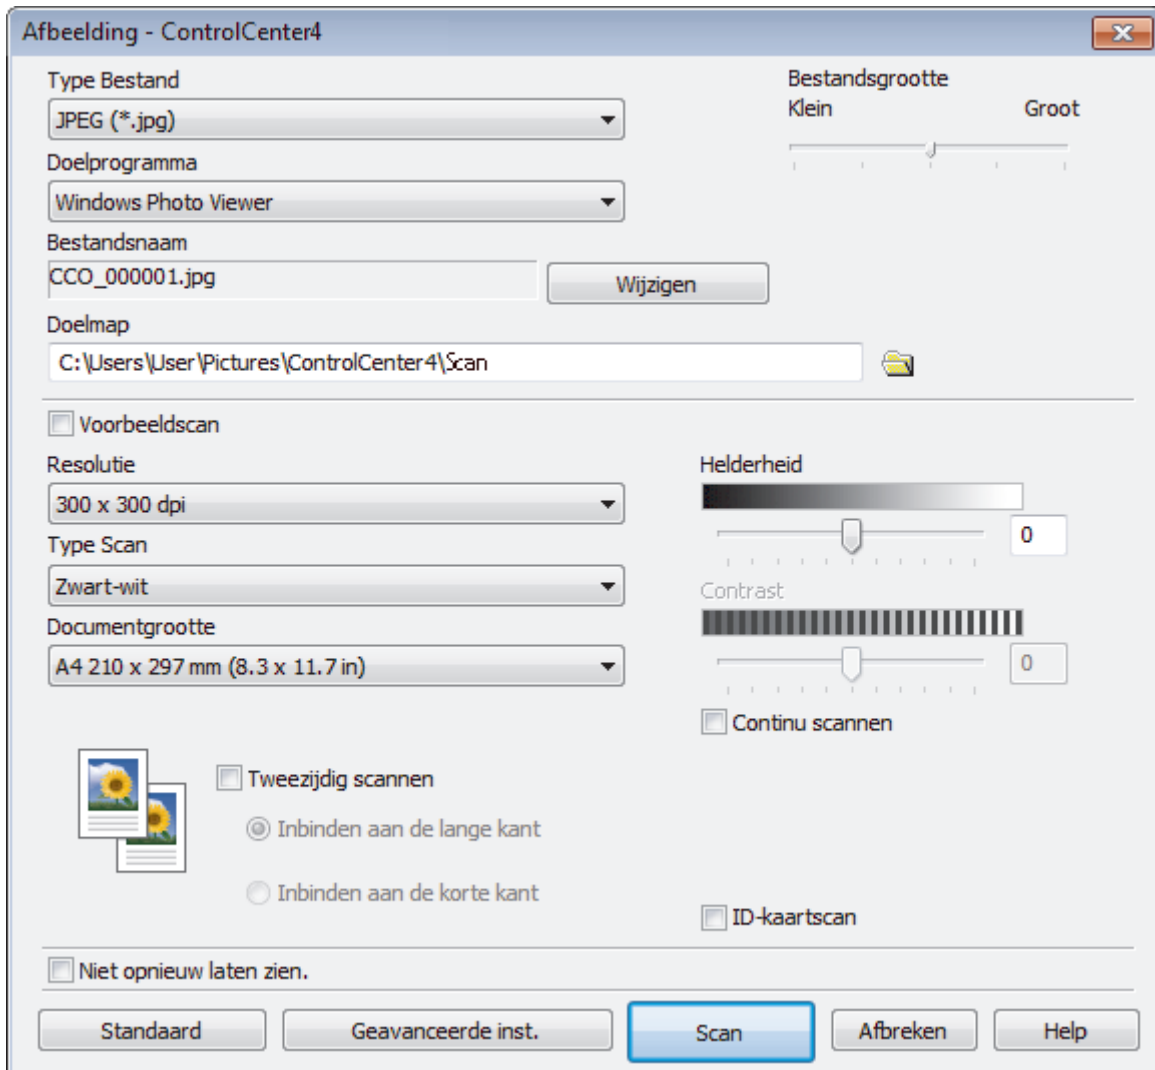 Afbeelding - ControlCenter4
Type Bestand
JPEG (*.jpg)
Bestandsgrootte
Klein Groot
Doelprogramma
Windows Photo Viewer
Bestandsnaam
CCO_000001.jpg
Wijzigen
Doelmap
C:\Users\User\Pictures\ControlCenter4\Scan
Voorbeeldscan
Resolutie
300 x 300 dpi
Type Scan
Zwart-wit
Documentgrootte
A4 210 x 297 mm (8.3 x 11.7 in)
Helderheid
0
Contrast
0
Continu scannen
Tweezijdig scannen
Inbinden aan de lange kant
Inbinden aan de korte kant
ID-kaartscan
Niet opnieuw laten zien.
Standaard Geavanceerde inst. Scan Afbreken Help